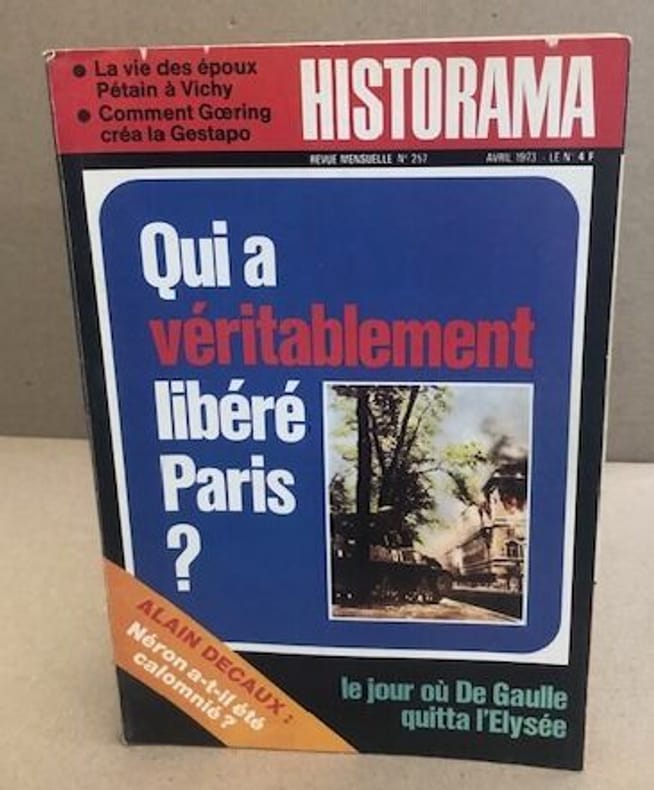 ● La vie des époux
Pétain à Vichy
● Comment Gœring
créa la Gestapo
HISTORAMA
REVUE MENSUELLE N° 257 AVRIL 1973 - LE N° 4 F
Qui a
véritablement
libéré
Paris
?
ALAIN DECAUX :
Néron a-t-il été
calomnié ?
le jour où De Gaulle
quitta l'Elysée